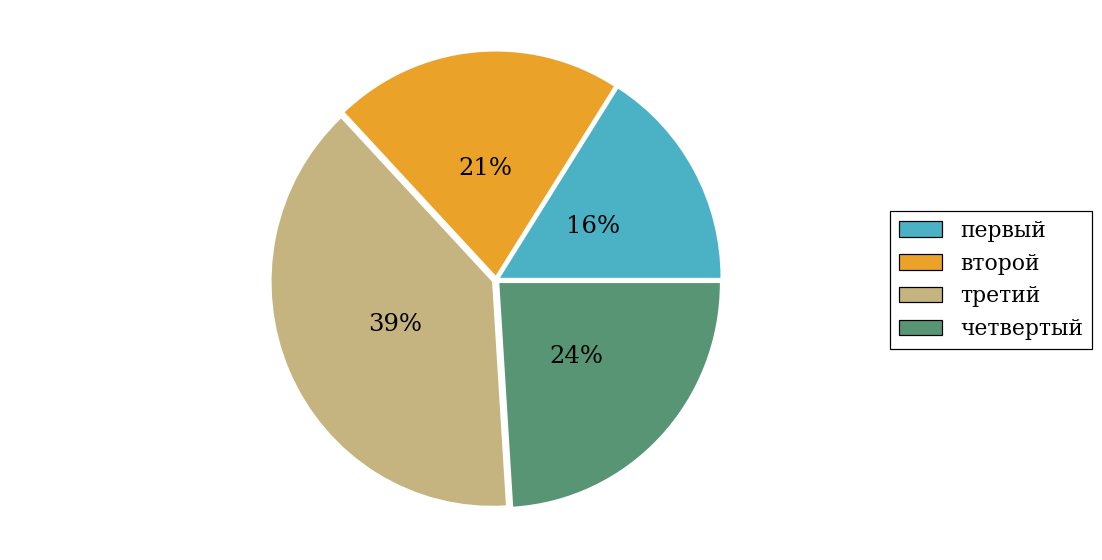 21%
16%
39%
24%
первый
второй
третий
четвертый